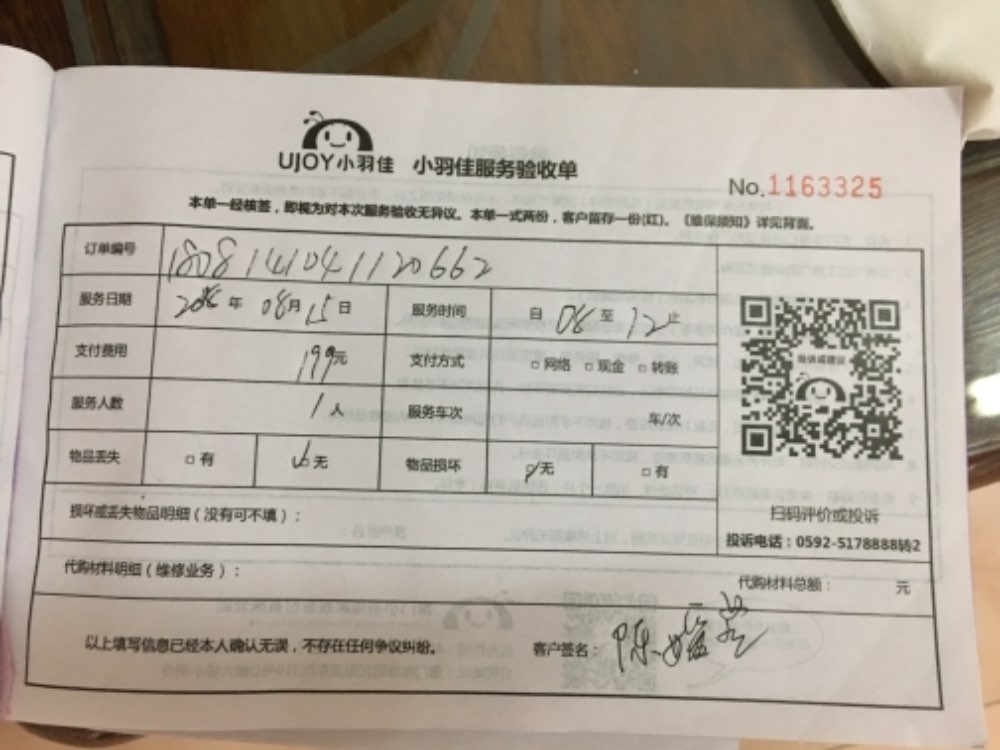 UJOY小羽佳 小羽佳服务验收单
No.1163325
本单一经核签，即视为对本次服务验收无异议。本单一式两份，客户留存一份(红)。《维保须知》详见背面。
订单编号 1808141041120662
服务日期 年 08月15日 服务时间 自 08 至 12 止
支付费用 199元 支付方式 □网络 □现金 □转账
服务人数 1人 服务车次 车/次
物品丢失 □有 □无 物品损坏 □无 □有
投诉或建议
扫码评价或投诉
投诉电话：0592-5178888转2
损坏或丢失物品明细（没有可不填）：
代购材料明细（维修业务）： 代购材料总额： 元
以上填写信息已经本人确认无误，不存在任何争议纠纷。 客户签名：陈